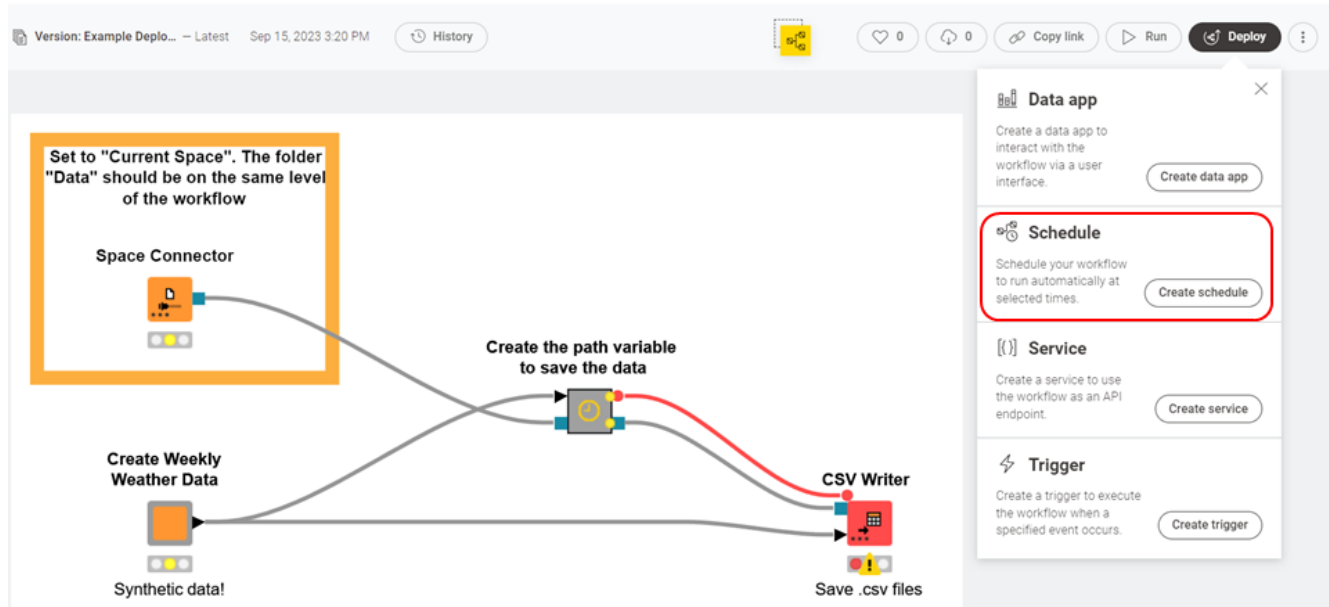 Version: Example Deplo... — Latest Sep 15, 2023 3:20 PM History 0 0 Copy link Run Deploy
Set to "Current Space". The folder
"Data" should be on the same level
of the workflow
Space Connector
Create the path variable
to save the data
Create Weekly
Weather Data
Synthetic data!
CSV Writer
Save .csv files
Data app
Create a data app to
interact with the
workflow via a user
interface.
Create data app
Schedule
Schedule your workflow
to run automatically at
selected times.
Create schedule
Service
Create a service to use
the workflow as an API
endpoint.
Create service
Trigger
Create a trigger to execute
the workflow when a
specified event occurs.
Create trigger